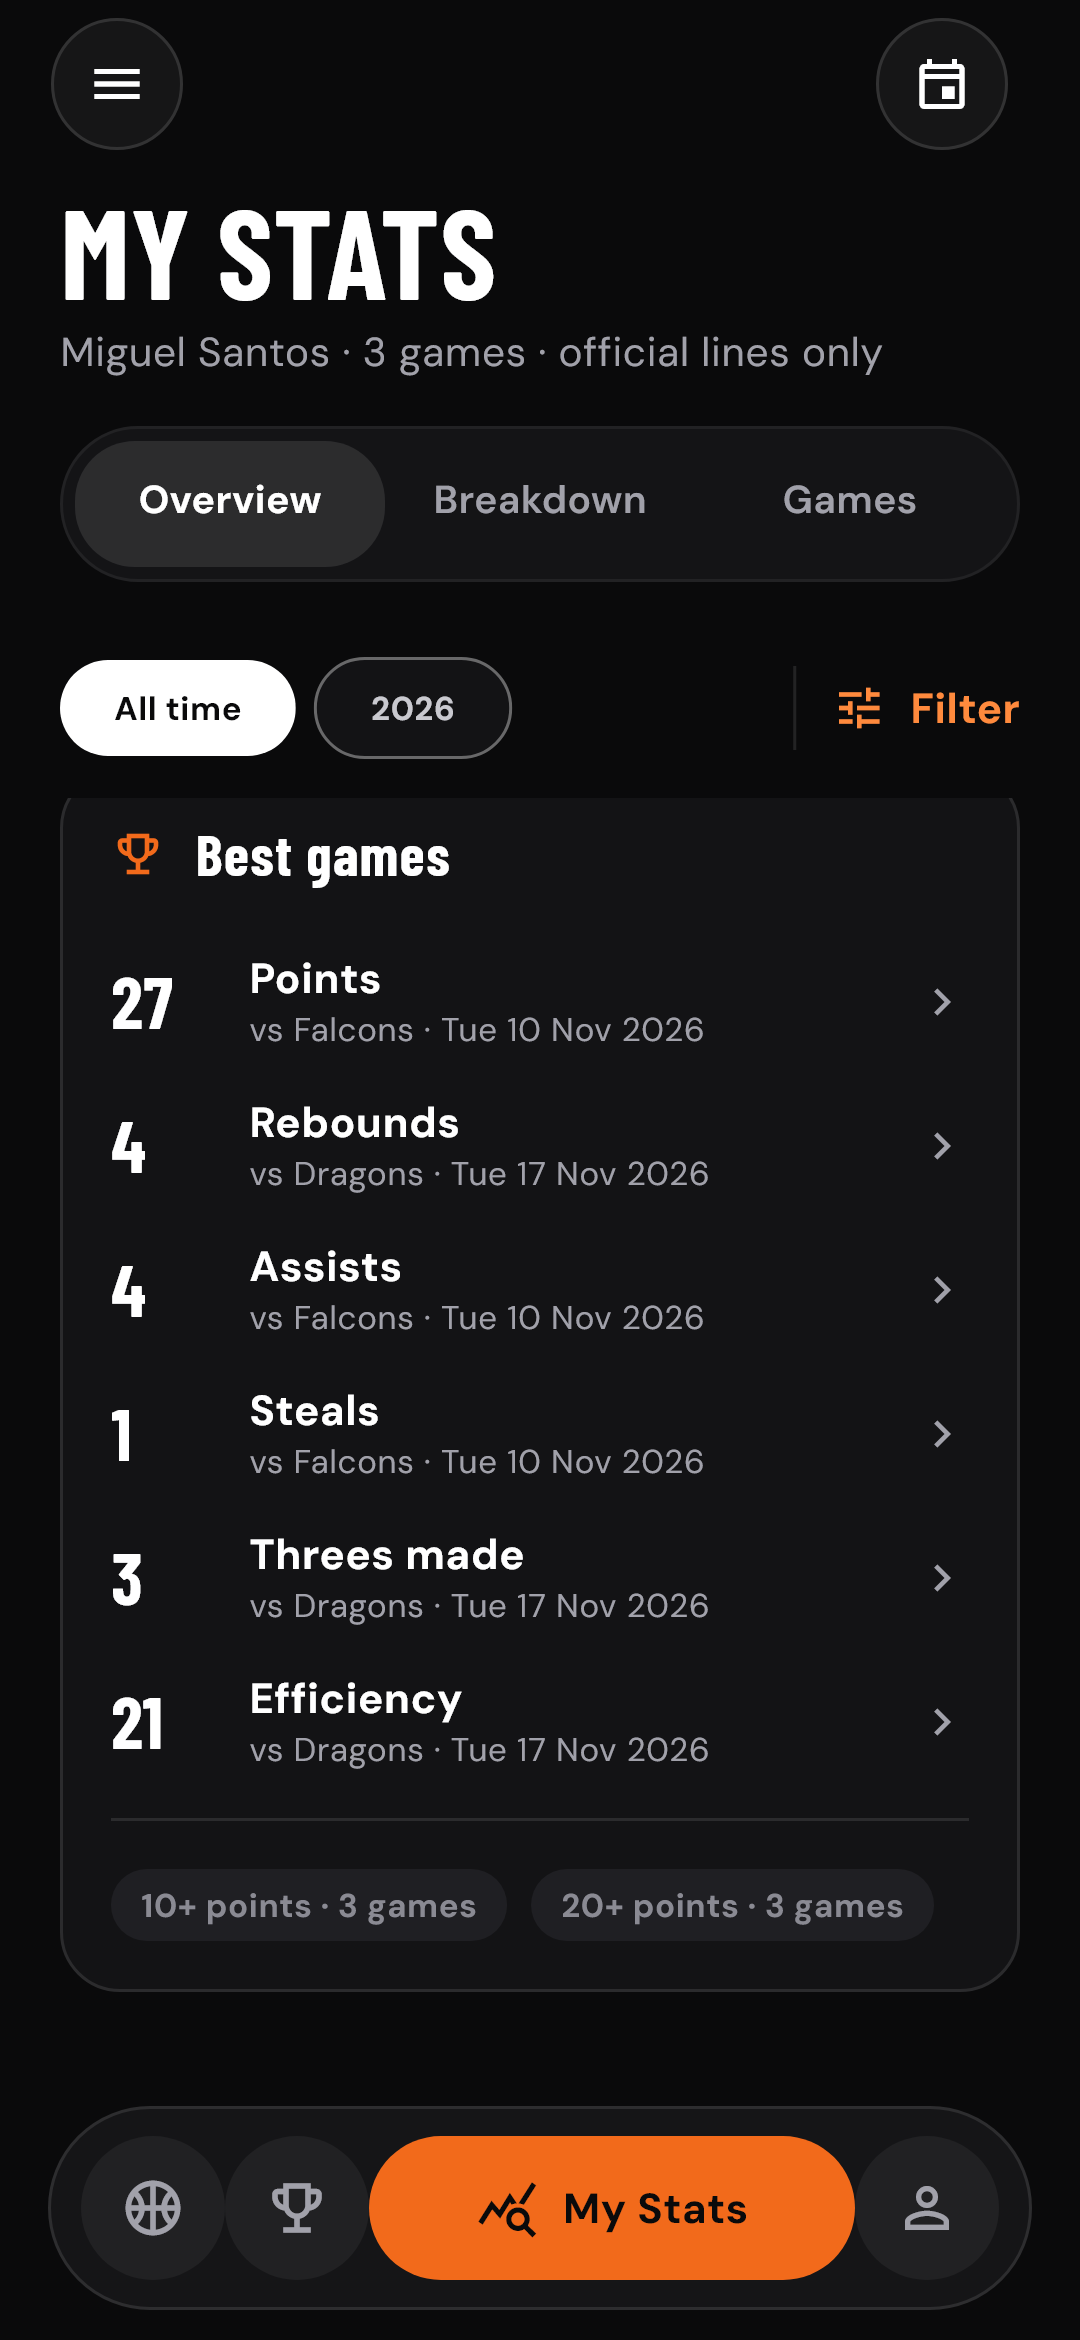 MY STATS
Miguel Santos · 3 games · official lines only
Overview
Breakdown
Games
All time
2026
Filter
Best games
27
Points
vs Falcons · Tue 10 Nov 2026
4
Rebounds
vs Dragons · Tue 17 Nov 2026
4
Assists
vs Falcons · Tue 10 Nov 2026
1
Steals
vs Falcons · Tue 10 Nov 2026
3
Threes made
vs Dragons · Tue 17 Nov 2026
21
Efficiency
vs Dragons · Tue 17 Nov 2026
10+ points · 3 games
20+ points · 3 games
My Stats